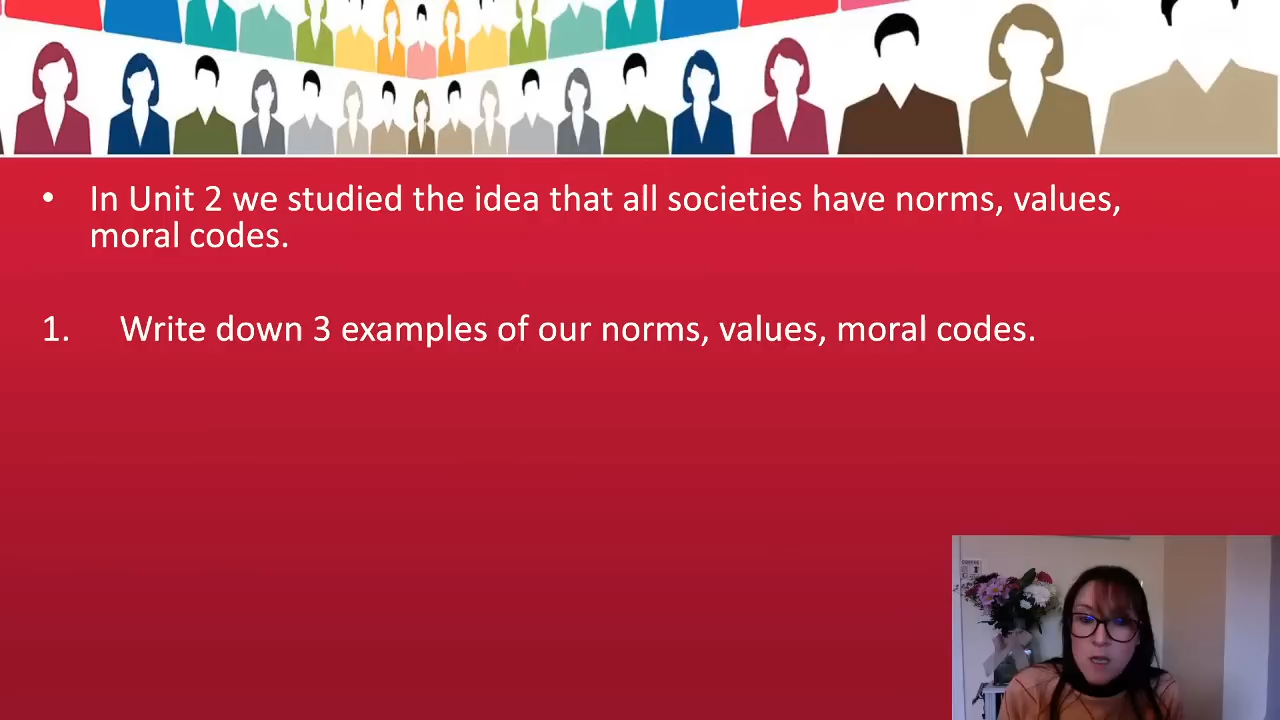 • In Unit 2 we studied the idea that all societies have norms, values,
moral codes.
1. Write down 3 examples of our norms, values, moral codes.